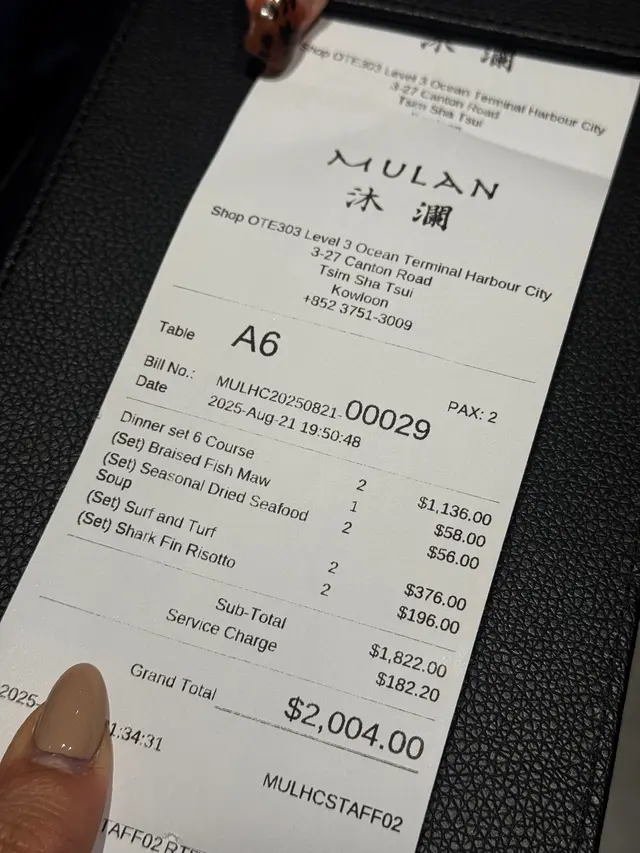 沐 瀾
Shop OTE303 Level 3 Ocean Terminal Harbour City
3-27 Canton Road
Tsim Sha Tsui
MULAN
沐 瀾
Shop OTE303 Level 3 Ocean Terminal Harbour City
3-27 Canton Road
Tsim Sha Tsui
Kowloon
+852 3751-3009
Table A6 PAX: 2
Bill No.: MULHC20250821-00029
Date 2025-Aug-21 19:50:48
Dinner set 6 Course 2 $1,136.00
(Set) Braised Fish Maw 1 $58.00
(Set) Seasonal Dried Seafood 2 $56.00
Soup
(Set) Surf and Turf 2 $376.00
(Set) Shark Fin Risotto 2 $196.00
Sub-Total $1,822.00
Service Charge $182.20
Grand Total $2,004.00
2025- 1:34:31
MULHCSTAFF02
TAFF02